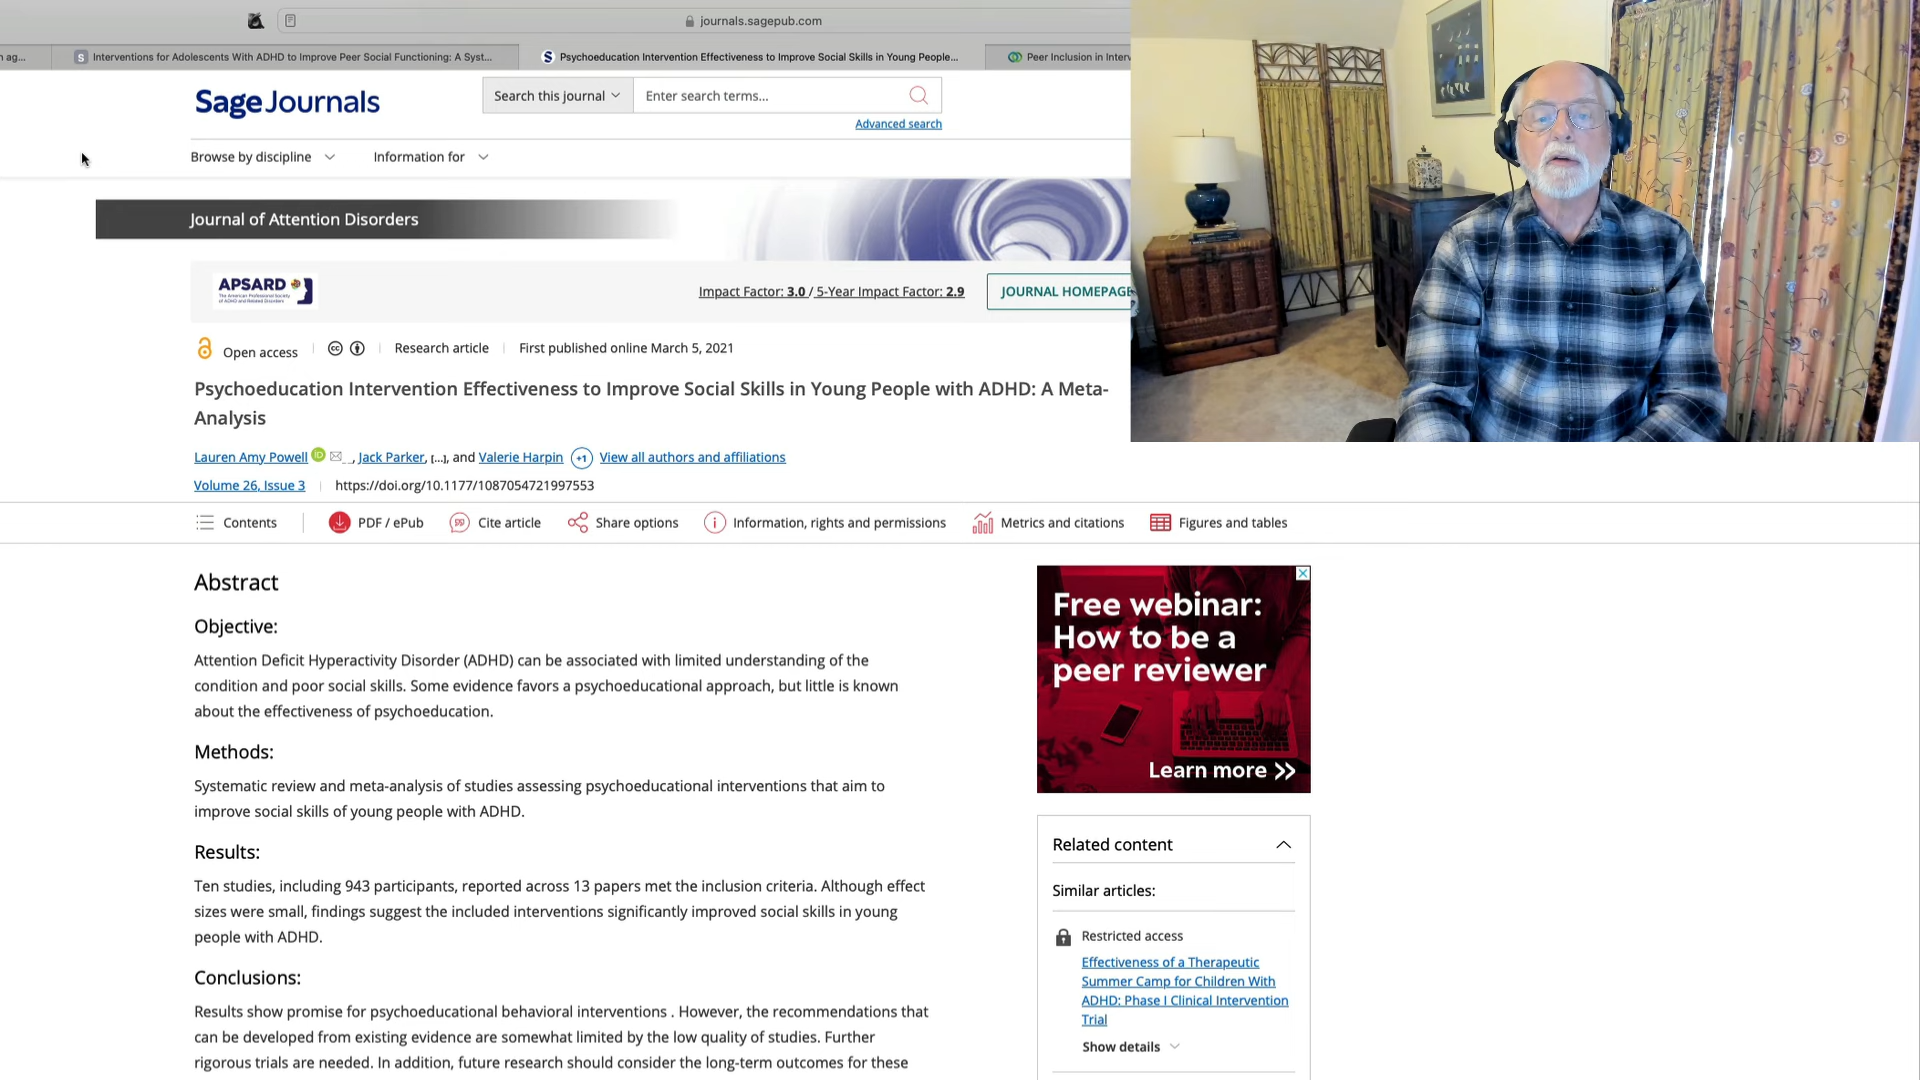 journals.sagepub.com
n ag...
Interventions for Adolescents With ADHD to Improve Peer Social Functioning: A Syst...
Psychoeducation Intervention Effectiveness to Improve Social Skills in Young People...
Peer Inclusion in Interv
Sage Journals
Search this journal
Enter search terms...
Advanced search
Browse by discipline
Information for
Journal of Attention Disorders
APSARD
The American Professional Society
of ADHD and Related Disorders
Impact Factor: 3.0 / 5-Year Impact Factor: 2.9
JOURNAL HOMEPAGE
Open access
cc
Research article
First published online March 5, 2021
Psychoeducation Intervention Effectiveness to Improve Social Skills in Young People with ADHD: A Meta-
Analysis
Lauren Amy Powell iD, Jack Parker, [...], and Valerie Harpin +1 View all authors and affiliations
Volume 26, Issue 3
https://doi.org/10.1177/1087054721997553
Contents
PDF / ePub
Cite article
Share options
Information, rights and permissions
Metrics and citations
Figures and tables
Abstract
Objective:
Attention Deficit Hyperactivity Disorder (ADHD) can be associated with limited understanding of the
condition and poor social skills. Some evidence favors a psychoeducational approach, but little is known
about the effectiveness of psychoeducation.
Methods:
Systematic review and meta-analysis of studies assessing psychoeducational interventions that aim to
improve social skills of young people with ADHD.
Results:
Ten studies, including 943 participants, reported across 13 papers met the inclusion criteria. Although effect
sizes were small, findings suggest the included interventions significantly improved social skills in young
people with ADHD.
Conclusions:
Results show promise for psychoeducational behavioral interventions . However, the recommendations that
can be developed from existing evidence are somewhat limited by the low quality of studies. Further
rigorous trials are needed. In addition, future research should consider the long-term outcomes for these
Free webinar:
How to be a
peer reviewer
Learn more >>
Related content
Similar articles:
Restricted access
Effectiveness of a Therapeutic
Summer Camp for Children With
ADHD: Phase I Clinical Intervention
Trial
Show details